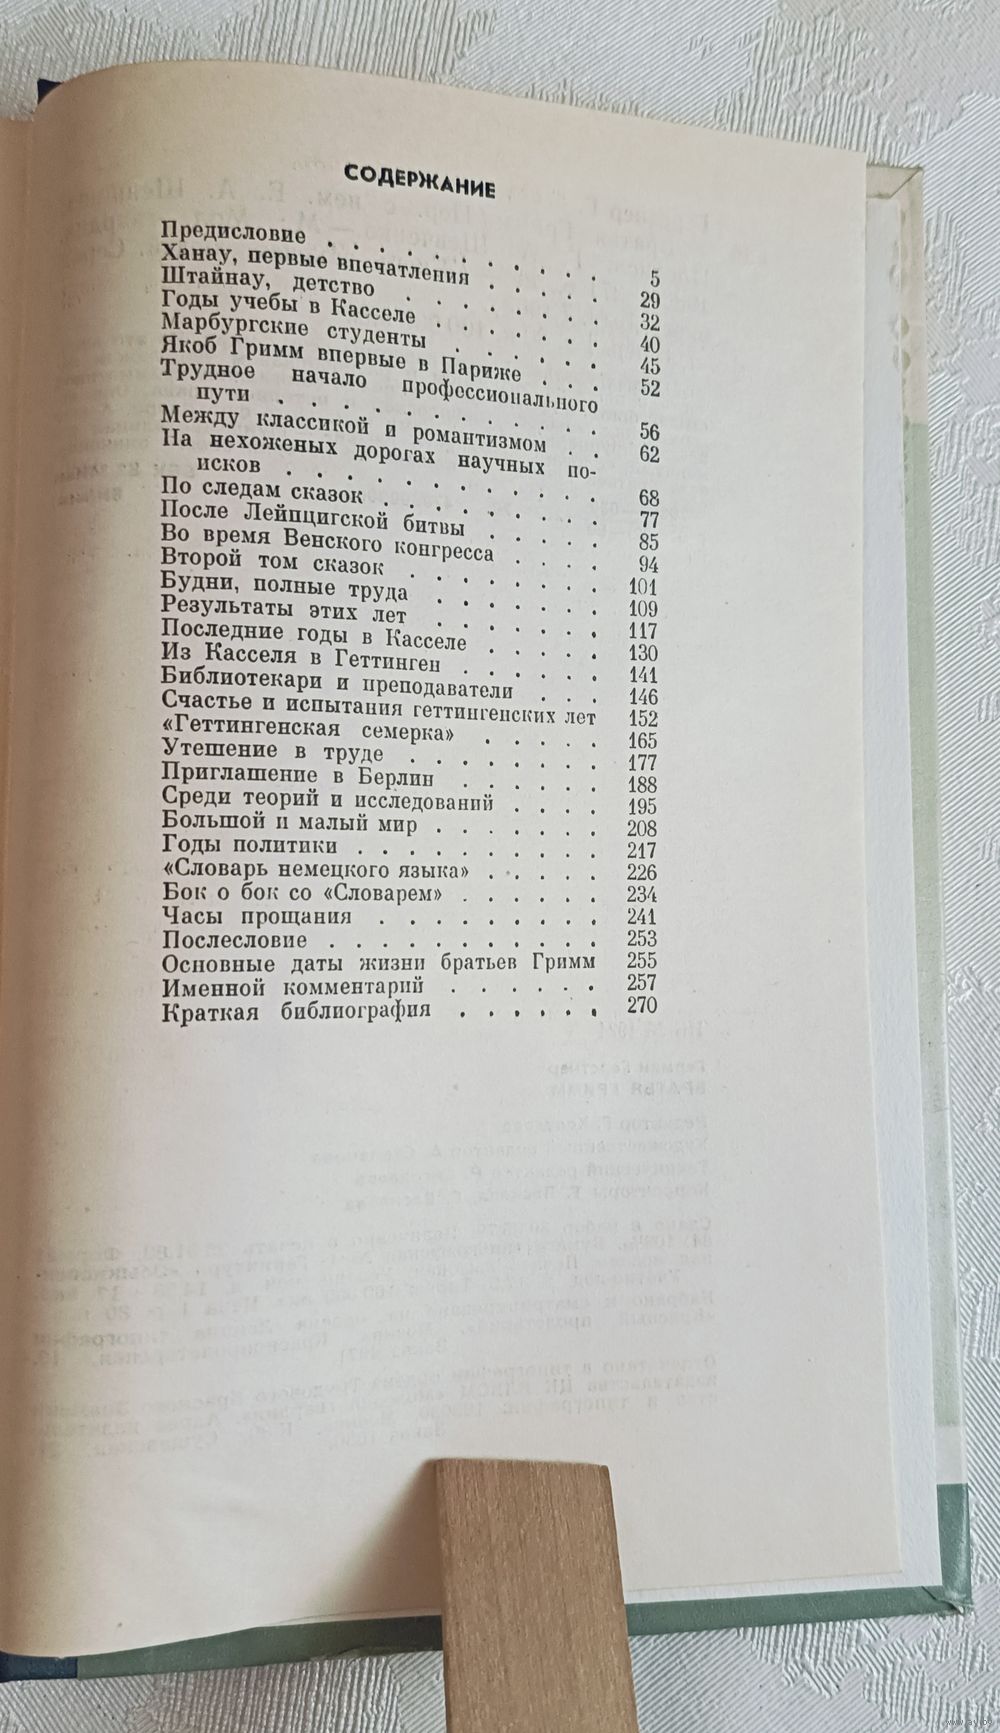 СОДЕРЖАНИЕ
Предисловие . . . . . . . . . . . 5
Ханау, первые впечатления . . . . . 29
Штайнау, детство . . . . . . . . 32
Годы учебы в Касселе . . . . . . . 40
Марбургские студенты . . . . . . 45
Якоб Гримм впервые в Париже . . . 52
Трудное начало профессионального
пути . . . . . . . . . . . . 56
Между классикой и романтизмом . . 62
На нехоженых дорогах научных по-
исков . . . . . . . . . . . . 68
По следам сказок . . . . . . . . . 77
После Лейпцигской битвы . . . . . 85
Во время Венского конгресса . . . . 94
Второй том сказок . . . . . . . . 101
Будни, полные труда . . . . . . . 109
Результаты этих лет . . . . . . . 117
Последние годы в Касселе . . . . . 130
Из Касселя в Геттинген . . . . . . 141
Библиотекари и преподаватели . . . 146
Счастье и испытания геттингенских лет 152
«Геттингенская семерка» . . . . . 165
Утешение в труде . . . . . . . . 177
Приглашение в Берлин . . . . . . 188
Среди теорий и исследований . . . . 195
Большой и малый мир . . . . . . . 208
Годы политики . . . . . . . . . . 217
«Словарь немецкого языка» . . . . . 226
Бок о бок со «Словарем» . . . . . . 234
Часы прощания . . . . . . . . . 241
Послесловие . . . . . . . . . . . 253
Основные даты жизни братьев Гримм 255
Именной комментарий . . . . . . 257
Краткая библиография . . . . . . 270